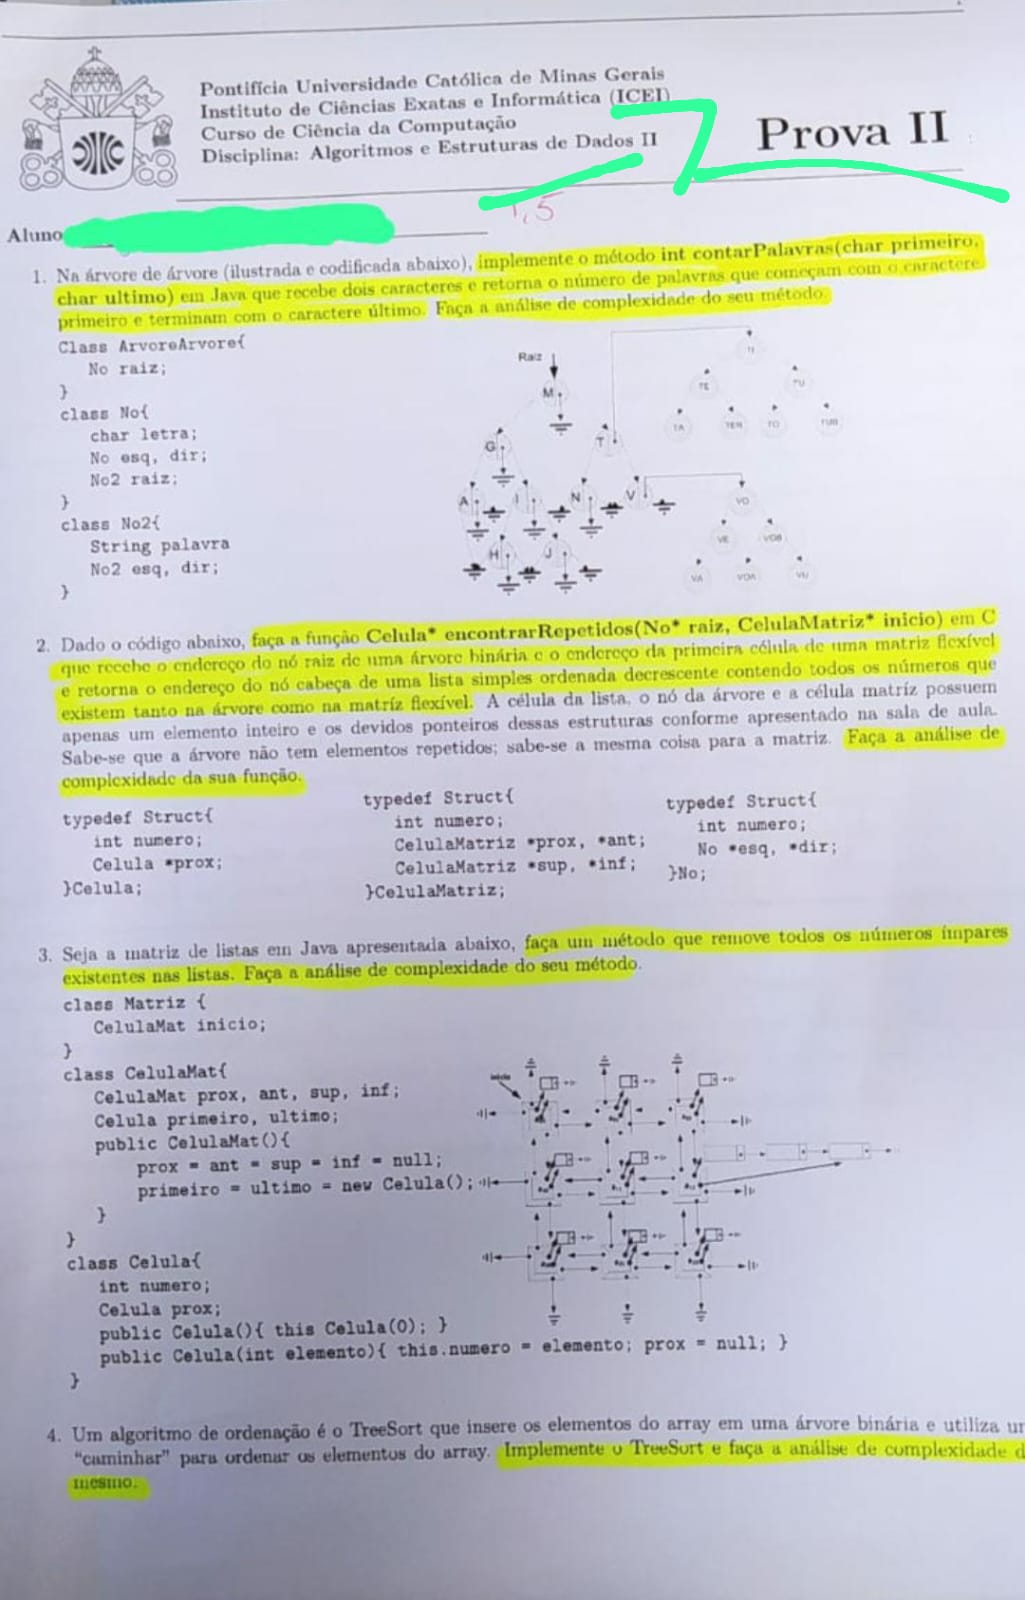 Pontifícia Universidade Católica de Minas Gerais
Instituto de Ciências Exatas e Informática (ICEI)
Curso de Ciência da Computação
Disciplina: Algoritmos e Estruturas de Dados II
Prova II
1,5
Aluno
1. Na árvore de árvore (ilustrada e codificada abaixo), implemente o método int contarPalavras(char primeiro,
char ultimo) em Java que recebe dois caracteres e retorna o número de palavras que começam com o caractere
primeiro e terminam com o caractere último. Faça a análise de complexidade do seu método.
Class ArvoreArvore{
No raiz;
}
class No{
char letra;
No esq, dir;
No2 raiz;
}
class No2{
String palavra
No2 esq, dir;
}
Raiz
M
G
T
A
I
N
V
H
J
TI
TE
TU
TA
TEN
TO
TUR
VO
VE
VOS
VA
VOA
VU
2. Dado o código abaixo, faça a função Celula* encontrarRepetidos(No* raiz, CelulaMatriz* inicio) em C
que recebe o endereço do nó raiz de uma árvore binária e o endereço da primeira célula de uma matriz flexível
e retorna o endereço do nó cabeça de uma lista simples ordenada decrescente contendo todos os números que
existem tanto na árvore como na matríz flexível. A célula da lista, o nó da árvore e a célula matríz possuem
apenas um elemento inteiro e os devidos ponteiros dessas estruturas conforme apresentado na sala de aula.
Sabe-se que a árvore não tem elementos repetidos; sabe-se a mesma coisa para a matriz. Faça a análise de
complexidade da sua função.
typedef Struct{
int numero;
Celula *prox;
}Celula;
typedef Struct{
int numero;
CelulaMatriz *prox, *ant;
CelulaMatriz *sup, *inf;
}CelulaMatriz;
typedef Struct{
int numero;
No *esq, *dir;
}No;
3. Seja a matriz de listas em Java apresentada abaixo, faça um método que remove todos os números ímpares
existentes nas listas. Faça a análise de complexidade do seu método.
class Matriz {
CelulaMat inicio;
}
class CelulaMat{
CelulaMat prox, ant, sup, inf;
Celula primeiro, ultimo;
public CelulaMat(){
prox = ant = sup = inf = null;
primeiro = ultimo = new Celula();
}
}
class Celula{
int numero;
Celula prox;
public Celula(){ this Celula(0); }
public Celula(int elemento){ this.numero = elemento; prox = null; }
}
4. Um algoritmo de ordenação é o TreeSort que insere os elementos do array em uma árvore binária e utiliza
"caminhar" para ordenar os elementos do array. Implemente o TreeSort e faça a análise de complexidade
mesmo.